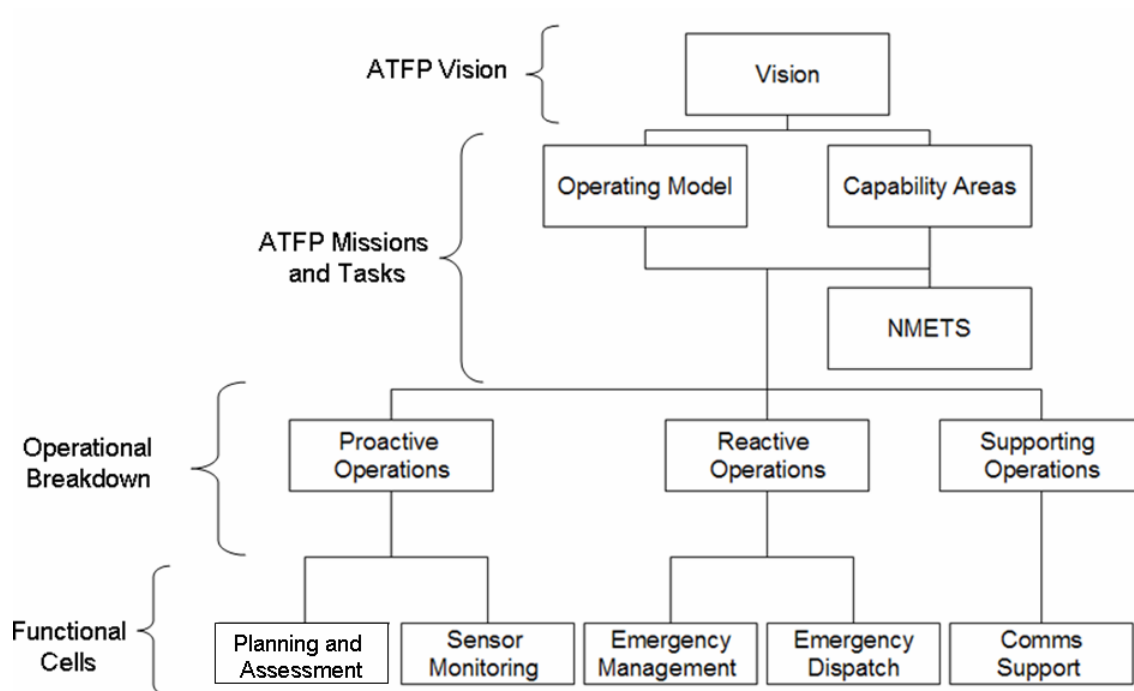 ATFP Vision
Vision
Operating Model
Capability Areas
ATFP Missions
and Tasks
NMETS
Operational
Breakdown
Proactive
Operations
Reactive
Operations
Supporting
Operations
Functional
Cells
Planning and
Assessment
Sensor
Monitoring
Emergency
Management
Emergency
Dispatch
Comms
Support